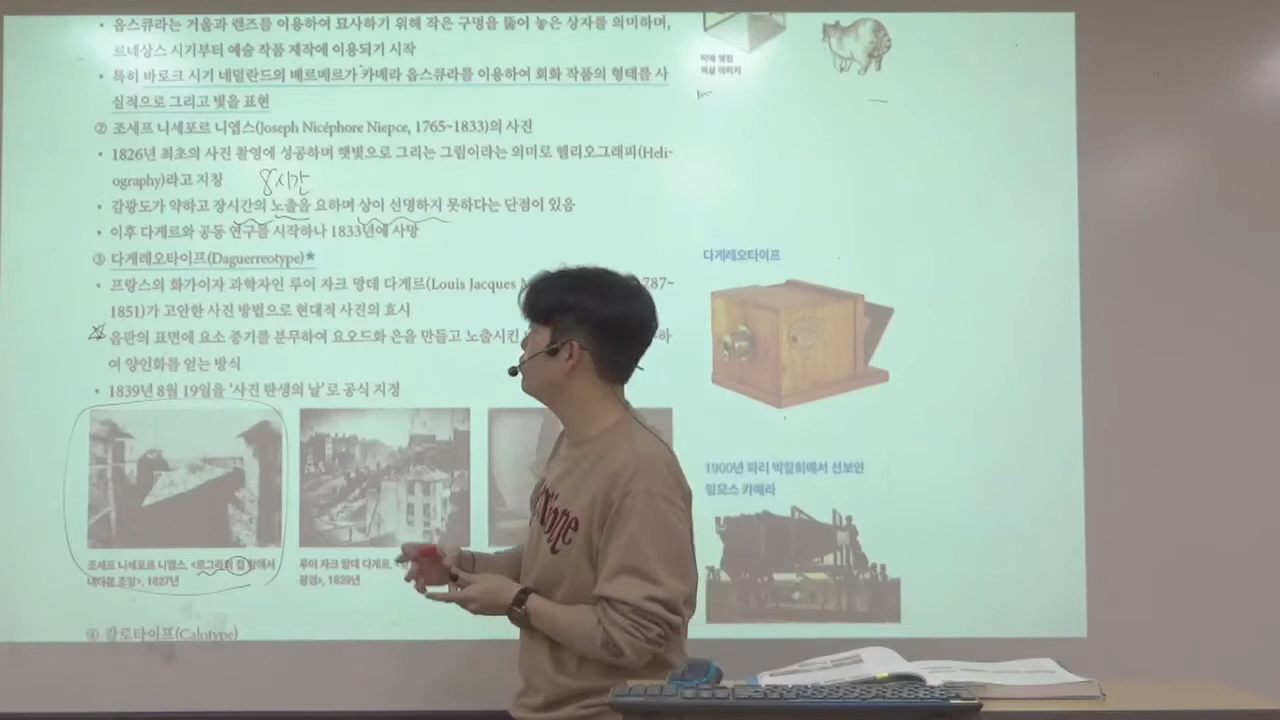 • 옵스큐라는 거울과 렌즈를 이용하여 묘사하기 위해 작은 구멍을 뚫어 놓은 상자를 의미하며,
르네상스 시기부터 예술 작품 제작에 이용되기 시작
• 특히 바로크 시기 네덜란드의 베르메르가 카메라 옵스큐라를 이용하여 회화 작품의 형태를 사
실적으로 그리고 빛을 표현
② 조세프 니세포르 니엡스(Joseph Nicéphore Niepce, 1765~1833)의 사진
• 1826년 최초의 사진 촬영에 성공하며 햇빛으로 그리는 그림이라는 의미로 헬리오그래피(Heli-
ography)라고 지칭
8시간
• 감광도가 약하고 장시간의 노출을 요하며 상이 선명하지 못하다는 단점이 있음
• 이후 다게르와 공동 연구를 시작하나 1833년에 사망
③ 다게레오타이프(Daguerreotype)★
• 프랑스의 화가이자 과학자인 루이 자크 망데 다게르(Louis Jacques 787~
1851)가 고안한 사진 방법으로 현대적 사진의 효시
음판의 표면에 요소 증기를 분무하여 요오드화 은을 만들고 노출시킨 하
여 양인화를 얻는 방식
• 1839년 8월 19일을 '사진 탄생의 날'로 공식 지정
조세프 니세포르 니엡스, <르그라의 집 창에서
내다본 조망>, 1827년
루이 자크 망데 다게르,
풍경>, 1839년
④ 칼로타이프(Calotype)
다게레오타이프
1900년 파리 박람회에서 선보인
맘모스 카메라